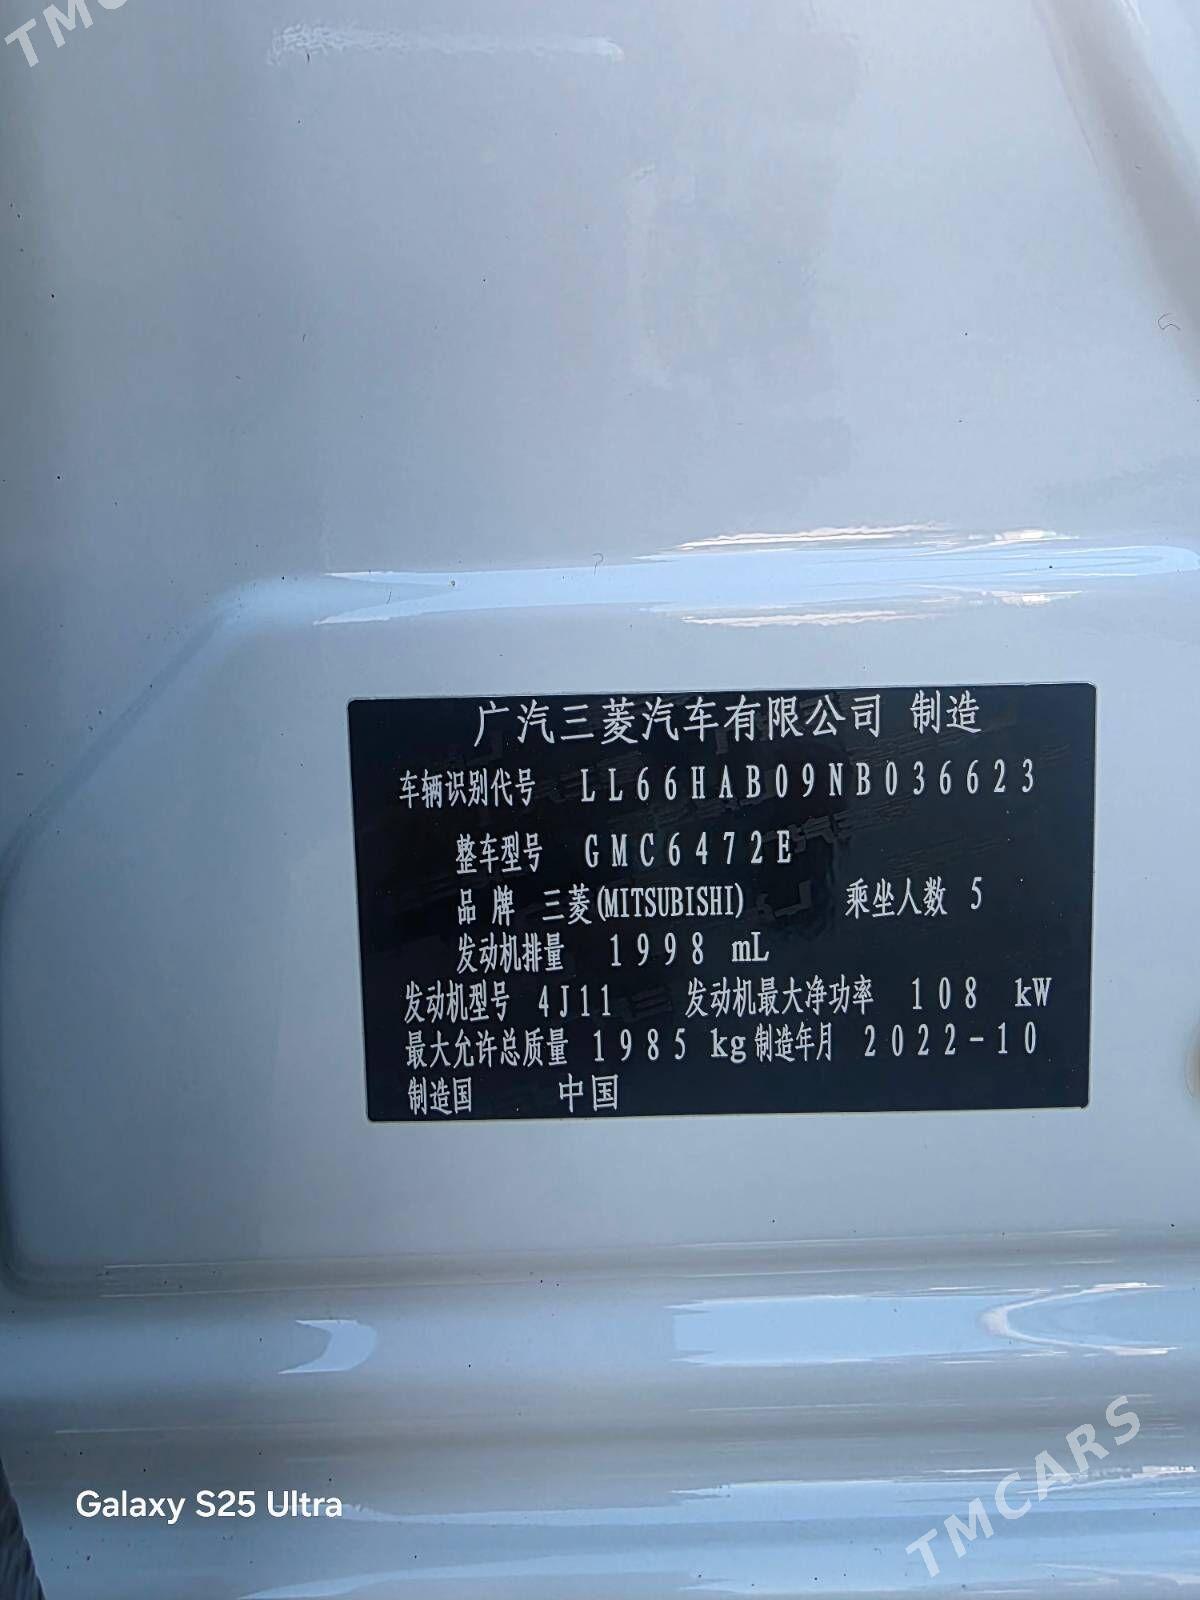 TMC
广汽三菱汽车有限公司 制造
车辆识别代号 LL66HAB09NB036623
整车型号 GMC6472E
品牌 三菱(MITSUBISHI) 乘坐人数 5
发动机排量 1998 mL
发动机型号 4J11 发动机最大净功率 108 kW
最大允许总质量 1985 kg 制造年月 2022-10
制造国 中国
Galaxy S25 Ultra
TMCARS